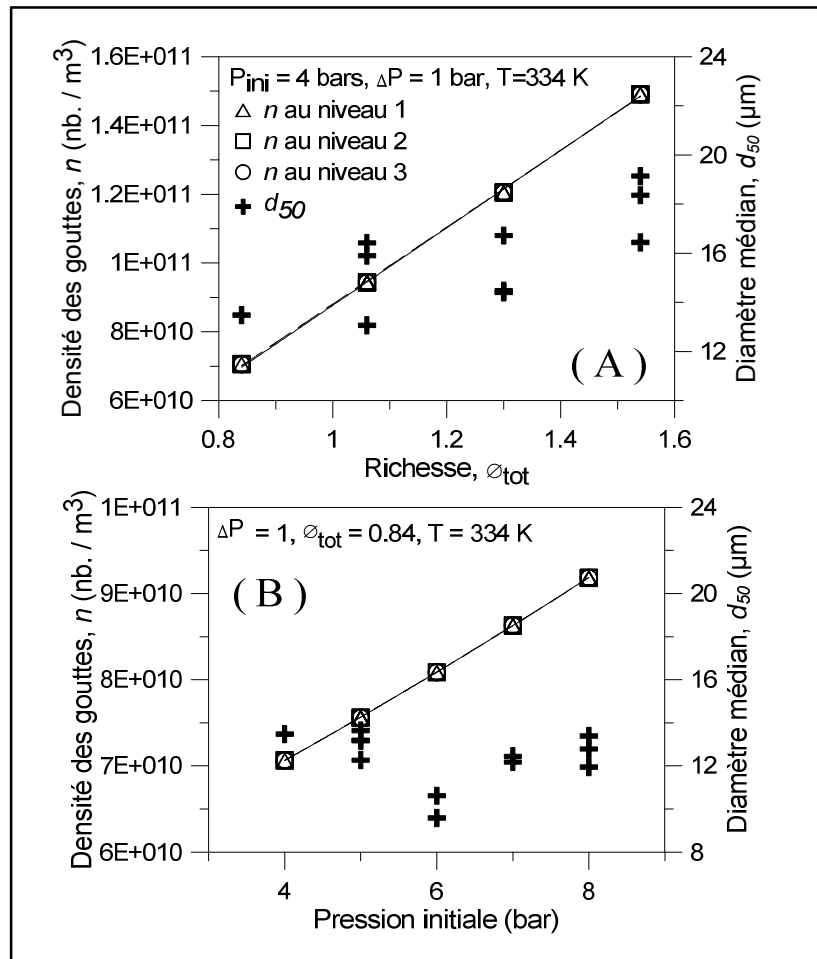 1.6E+011
1.4E+011
1.2E+011
1E+011
8E+010
6E+010
Densité des gouttes, n (nb. / m³)
Pini = 4 bars, ΔP = 1 bar, T=334 K
n au niveau 1
n au niveau 2
n au niveau 3
d50
( A )
24
20
16
12
Diamètre médian, d50 (µm)
0.8 1 1.2 1.4 1.6
Richesse, ∅tot
1E+011
9E+010
8E+010
7E+010
6E+010
Densité des gouttes, n (nb. / m³)
ΔP = 1, ∅tot = 0.84, T = 334 K
( B )
24
20
16
12
8
Diamètre médian, d50 (µm)
4 6 8
Pression initiale (bar)